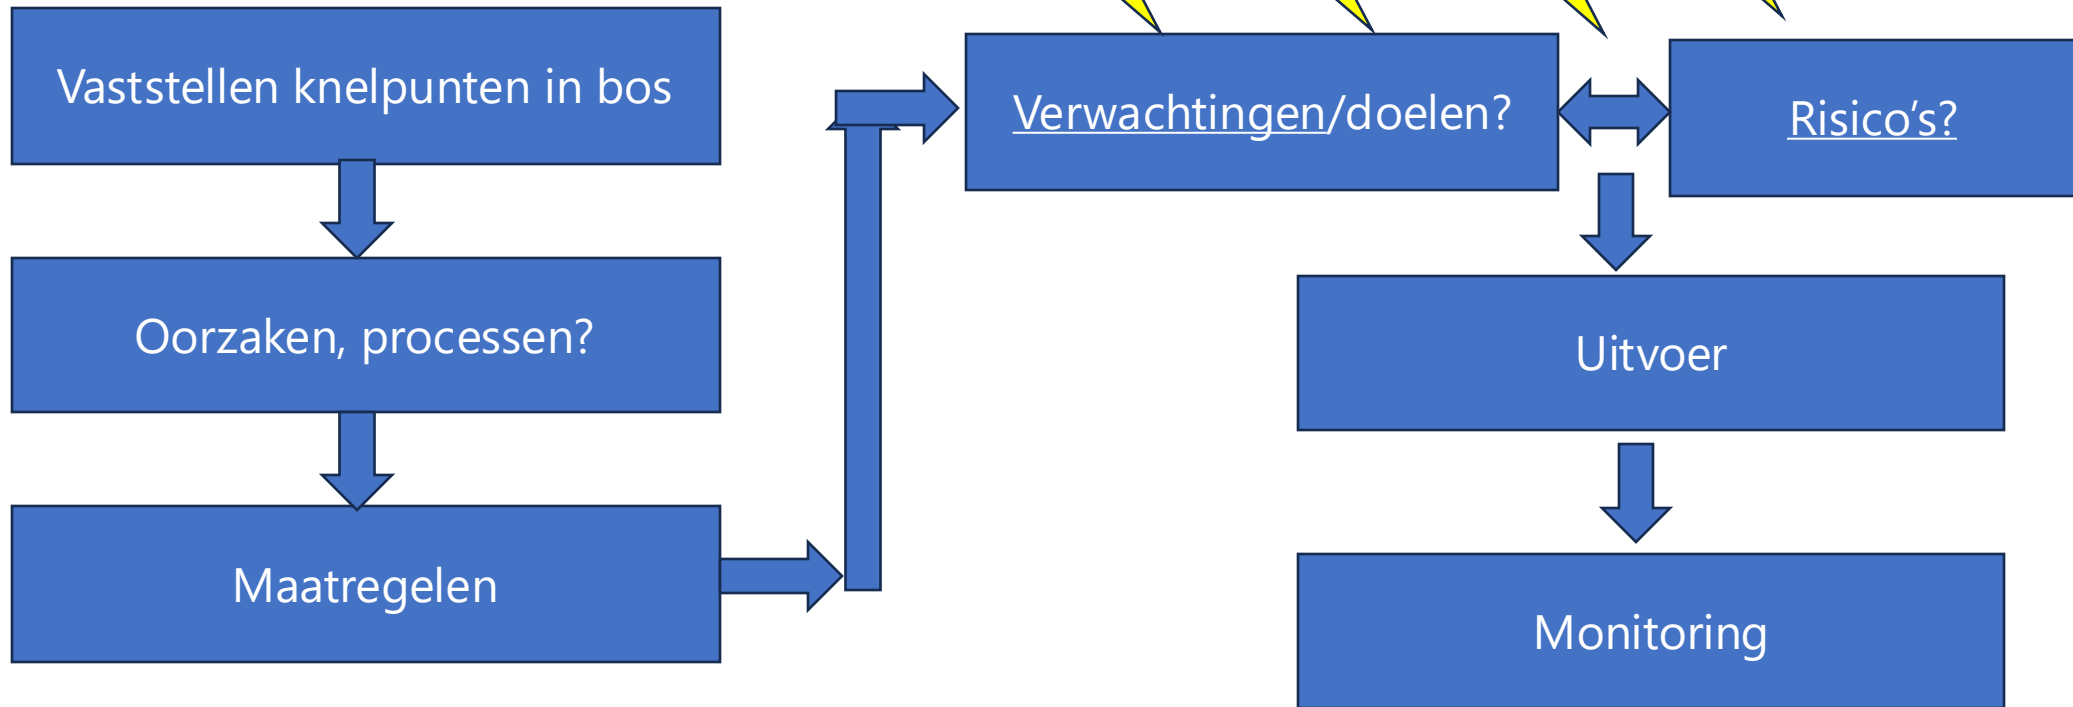 Vaststellen knelpunten in bos
Oorzaken, processen?
Maatregelen
Verwachtingen/doelen?
Risico's?
Uitvoer
Monitoring